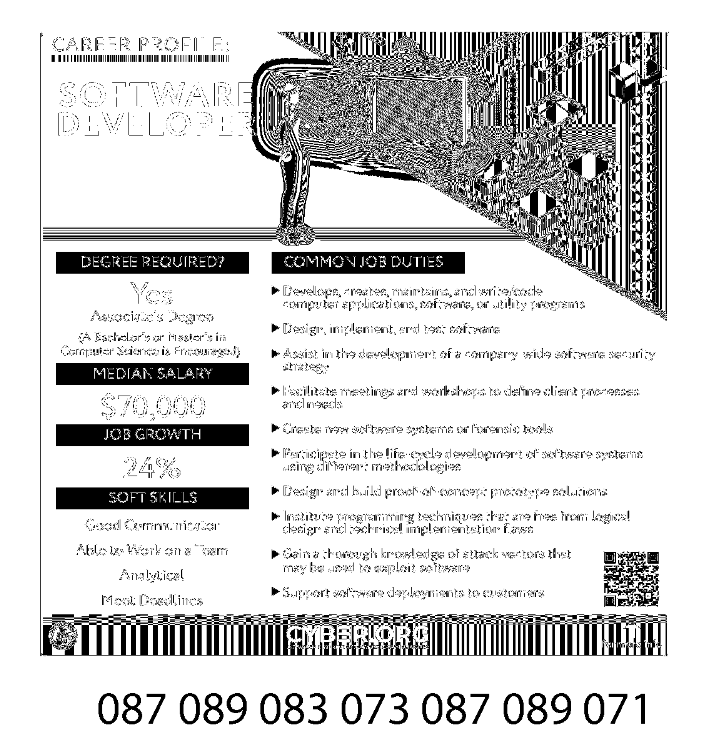 CAREER PROFILE:
SOFTWARE
DEVELOPER
DEGREE REQUIRED?
Yes
Associate's Degree
(A Bachelor's or Master's in
Computer Science is Encouraged)
MEDIAN SALARY
$70,000
JOB GROWTH
24%
SOFT SKILLS
Good Communicator
Able to Work on a Team
Analytical
Meet Deadlines
COMMON JOB DUTIES
Develops, creates, maintains, and write/code
computer applications, software, or utility programs
Design, implement, and test software
Assist in the development of a company-wide software security
strategy
Facilitate meetings and workshops to define client processes
and needs
Create new software systems or forensic tools
Participate in the life-cycle development of software systems
using different methodologies
Design and build proof-of-concept prototype solutions
Institute programming techniques that are free from logical
design and technical implementation flaws
Gain a thorough knowledge of attack vectors that
may be used to exploit software
Support software deployments to customers
CYBER.ORG
087 089 083 073 087 089 071